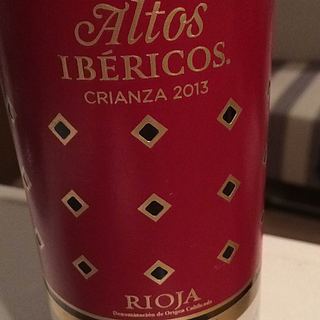 Altos
IBÉRICOS.
CRIANZA 2013
RIOJA
Denominación de Origen Calificada